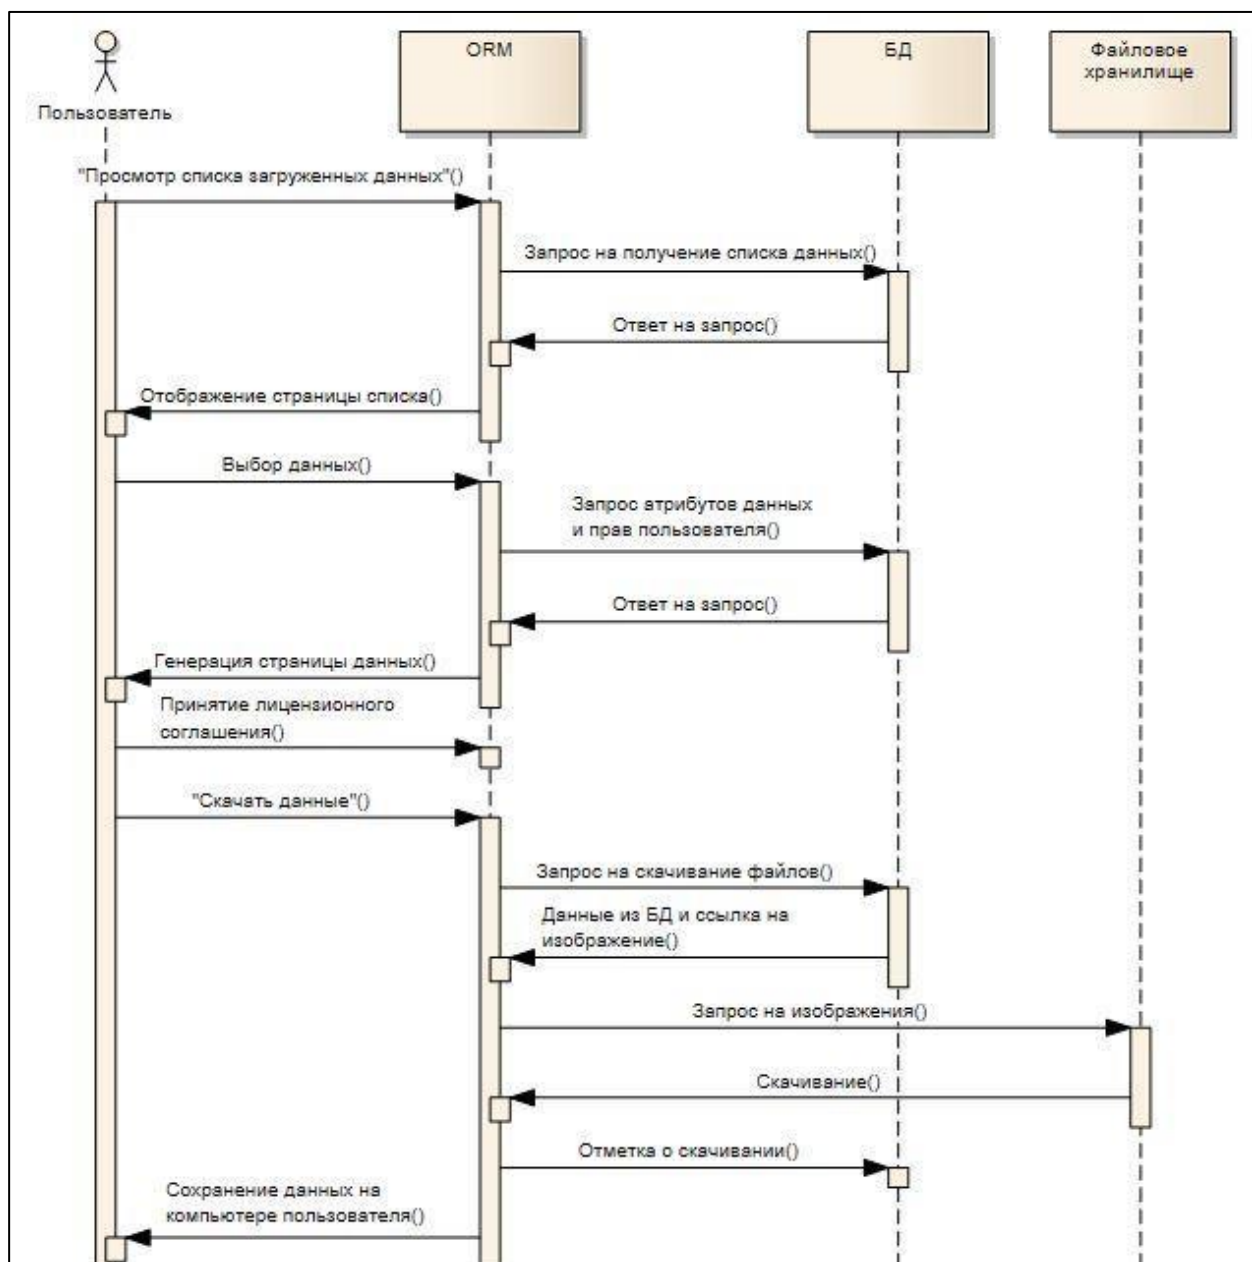 Пользователь
ORM
БД
Файловое
хранилище
"Просмотр списка загруженных данных"()
Запрос на получение списка данных()
Ответ на запрос()
Отображение страницы списка()
Выбор данных()
Запрос атрибутов данных
и прав пользователя()
Ответ на запрос()
Генерация страницы данных()
Принятие лицензионного
соглашения()
"Скачать данные"()
Запрос на скачивание файлов()
Данные из БД и ссылка на
изображение()
Запрос на изображения()
Скачивание()
Отметка о скачивании()
Сохранение данных на
компьютере пользователя()